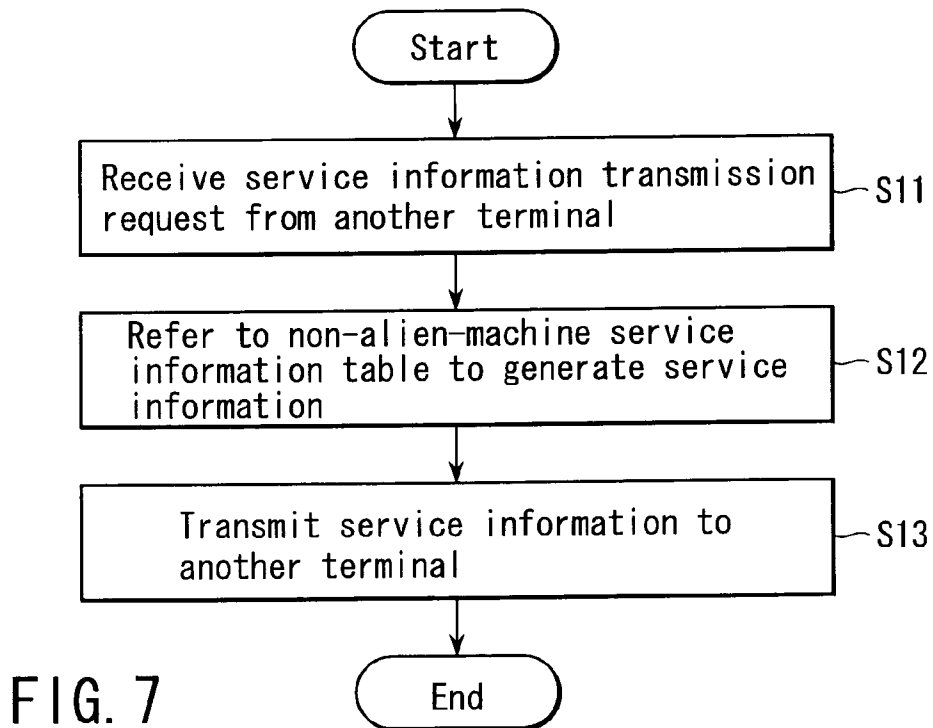 Start
Receive service information transmission
request from another terminal
S11
Refer to non-alien-machine service
information table to generate service
information
S12
Transmit service information to
another terminal
S13
End
FIG. 7